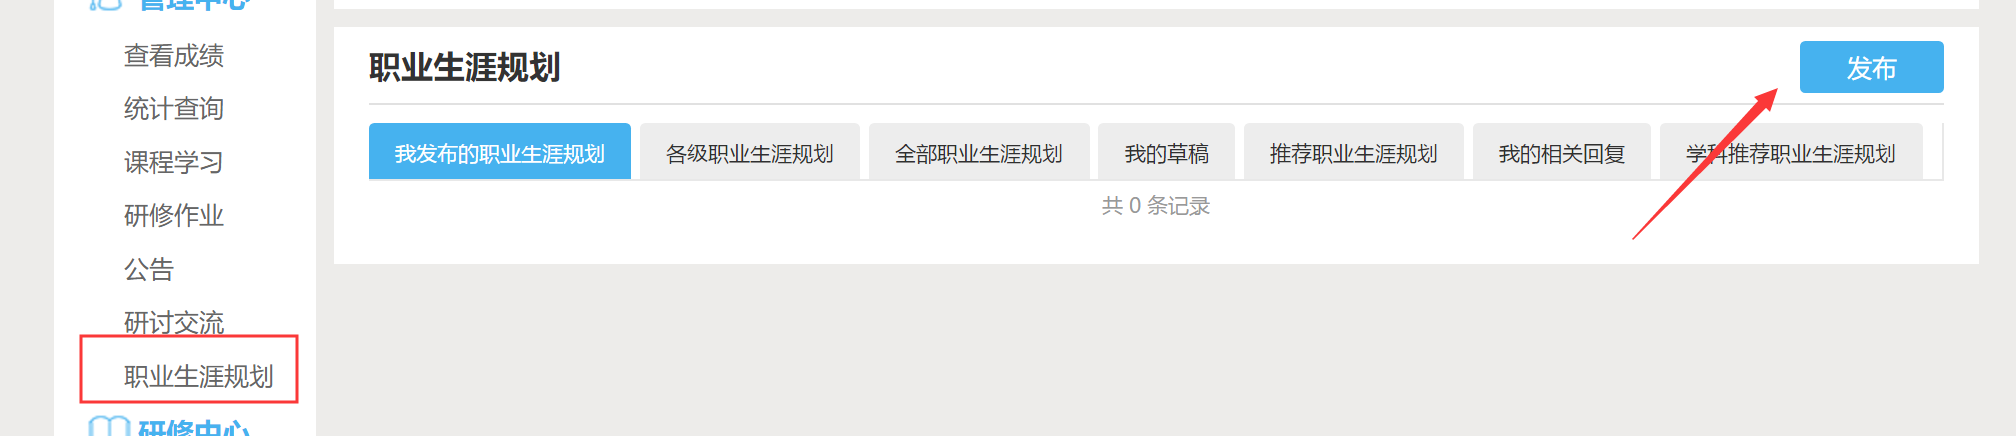 管理中心
查看成绩
统计查询
课程学习
研修作业
公告
研讨交流
职业生涯规划
研修中心
职业生涯规划
发布
我发布的职业生涯规划 各级职业生涯规划 全部职业生涯规划 我的草稿 推荐职业生涯规划 我的相关回复 学科推荐职业生涯规划
共 0 条记录